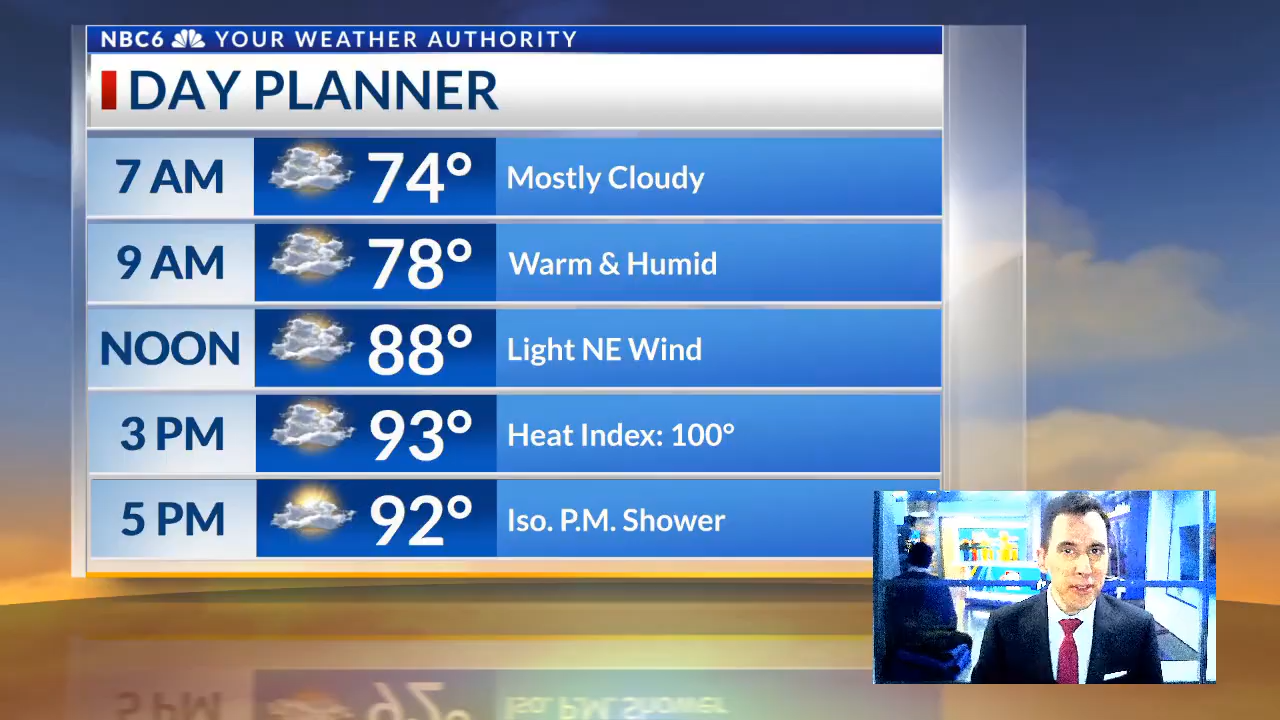 NBC6 YOUR WEATHER AUTHORITY
DAY PLANNER
7 AM 74° Mostly Cloudy
9 AM 78° Warm & Humid
NOON 88° Light NE Wind
3 PM 93° Heat Index: 100°
5 PM 92° Iso. P.M. Shower